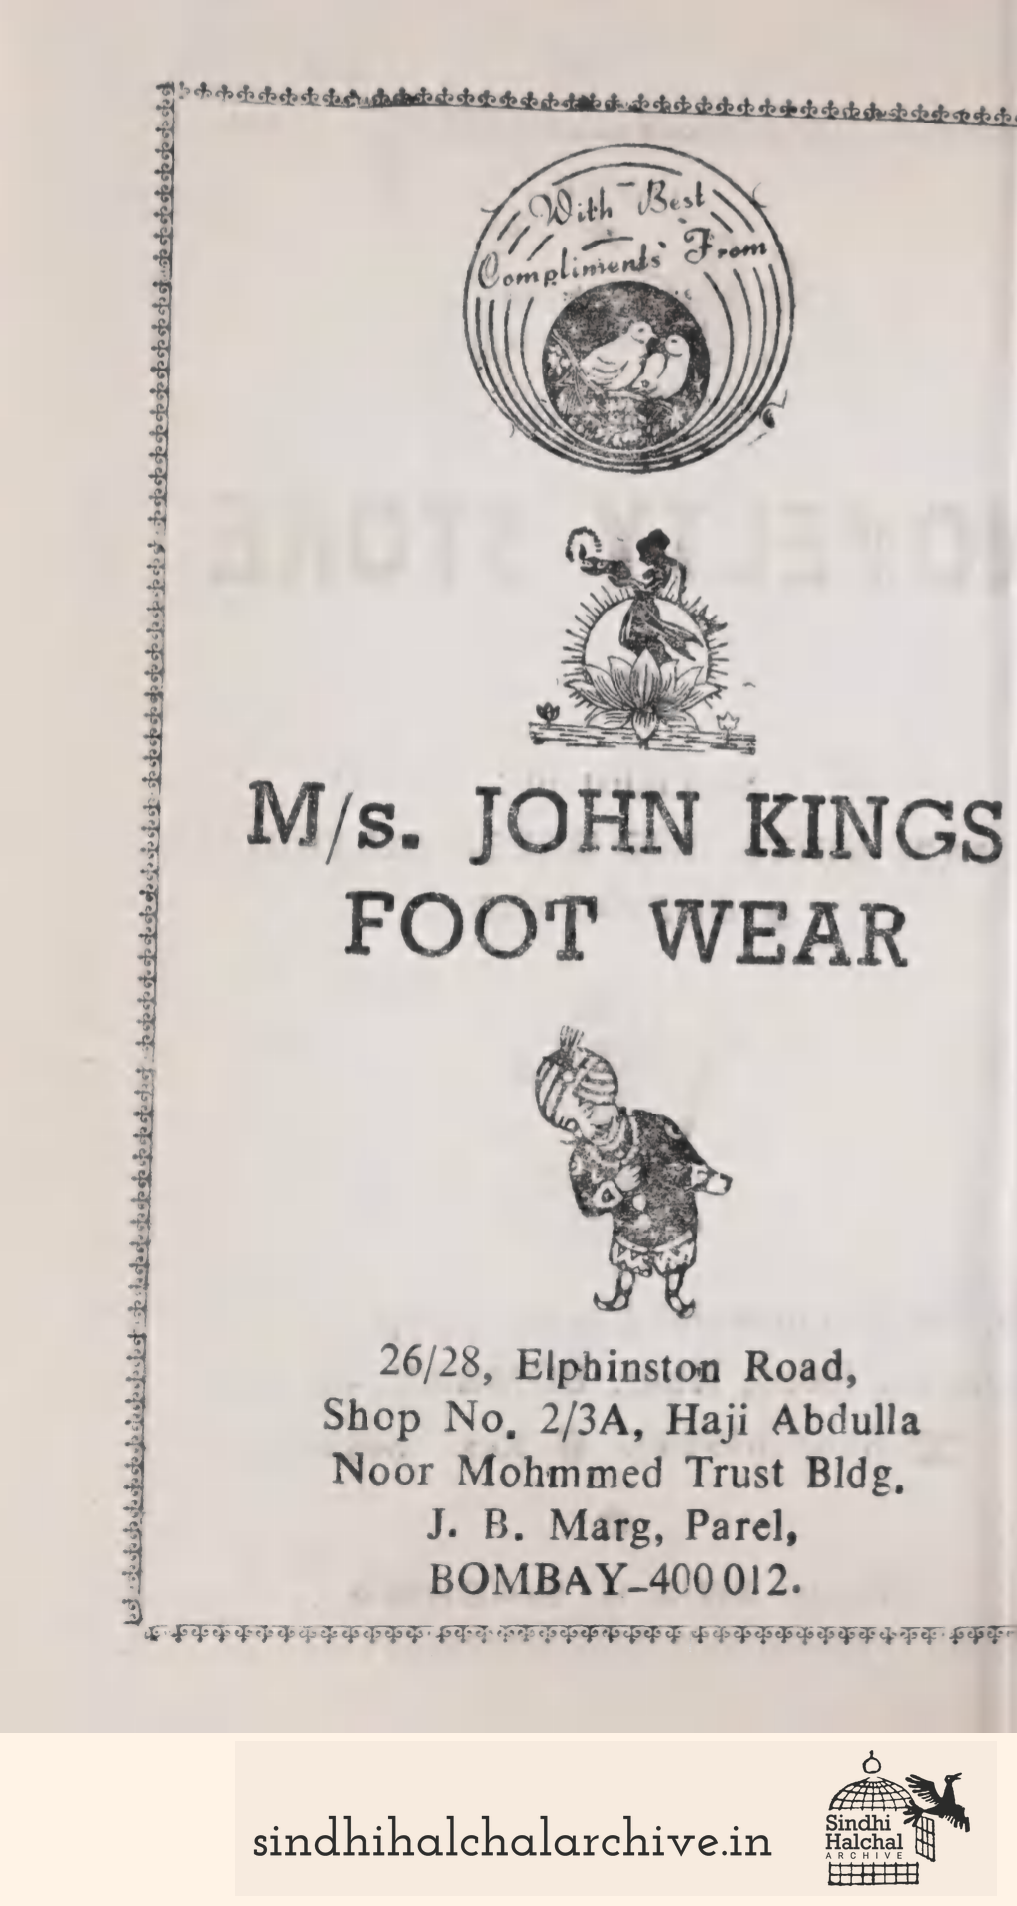 With Best
Compliments From
M/s. JOHN KINGS
FOOT WEAR
26/28, Elphinston Road,
Shop No. 2/3A, Haji Abdulla
Noor Mohmmed Trust Bldg.
J. B. Marg, Parel,
BOMBAY-400 012.
sindhihalchalarchive.in
Sindhi
Halchal
ARCHIVE